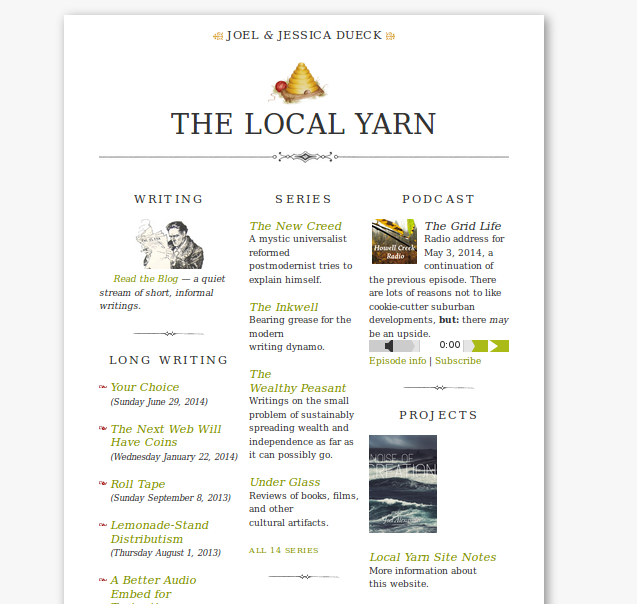 JOEL & JESSICA DUECK
THE LOCAL YARN
WRITING
Read the Blog — a quiet
stream of short, informal
writings.
LONG WRITING
Your Choice
(Sunday June 29, 2014)
The Next Web Will
Have Coins
(Wednesday January 22, 2014)
Roll Tape
(Sunday September 8, 2013)
Lemonade-Stand
Distributism
(Thursday August 1, 2013)
A Better Audio
Embed for
SERIES
The New Creed
A mystic universalist
reformed
postmodernist tries to
explain himself.
The Inkwell
Bearing grease for the
modern
writing dynamo.
The
Wealthy Peasant
Writings on the small
problem of sustainably
spreading wealth and
independence as far as
it can possibly go.
Under Glass
Reviews of books, films,
and other
cultural artifacts.
ALL 14 SERIES
PODCAST
Howell Creek
Radio
The Grid Life
Radio address for
May 3, 2014, a
continuation of
the previous episode. There
are lots of reasons not to like
cookie-cutter suburban
developments, but: there may
be an upside.
0:00
Episode info | Subscribe
PROJECTS
NOISE OF
CREATION
Local Yarn Site Notes
More information about
this website.